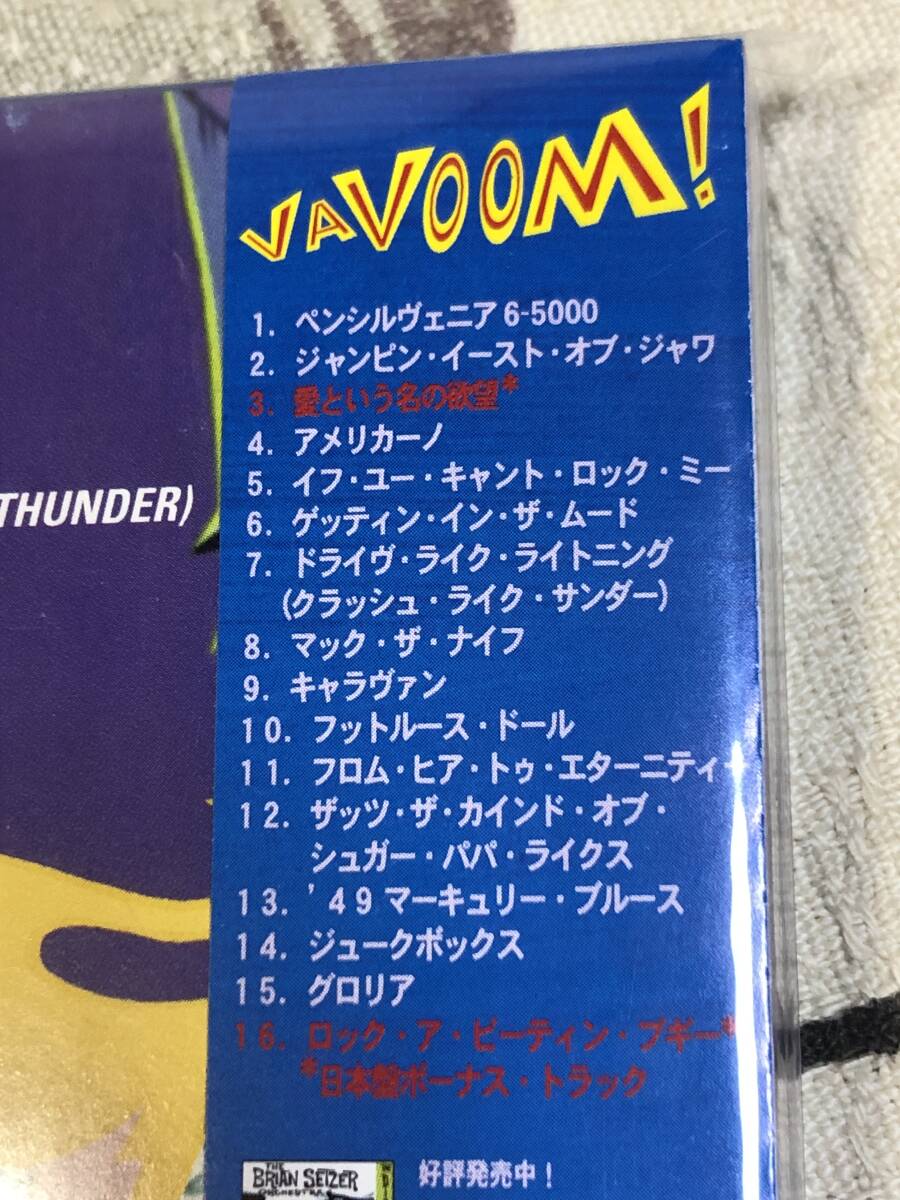 VAVOOM!
1. ペンシルヴェニア 6-5000
2. ジャンピン・イースト・オブ・ジャワ
3. 愛という名の欲望*
4. アメリカーノ
5. イフ・ユー・キャント・ロック・ミー
6. ゲッティン・イン・ザ・ムード
THUNDER)
7. ドライヴ・ライク・ライトニング
(クラッシュ・ライク・サンダー)
8. マック・ザ・ナイフ
9. キャラヴァン
10. フットルース・ドール
11. フロム・ヒア・トゥ・エターニティ
12. ザッツ・ザ・カインド・オブ・
シュガー・パパ・ライクス
13. '49 マーキュリー・ブルース
14. ジュークボックス
15. グロリア
16. ロック・ア・ビーティン・ブギー*
*日本盤ボーナス・トラック
THE
BRIAN SETZER
ORCHESTRA
好評発売中!